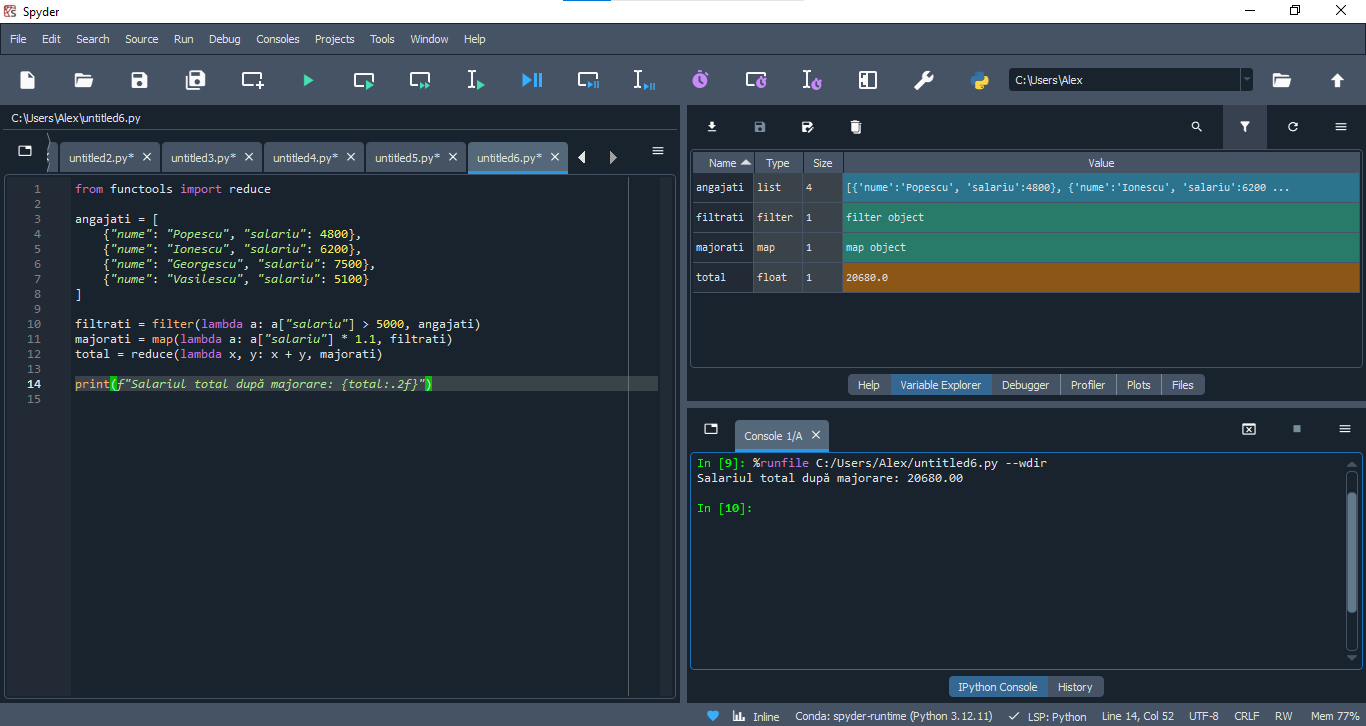 Spyder
File Edit Search Source Run Debug Consoles Projects Tools Window Help
C:\Users\Alex
C:\Users\Alex\untitled6.py
untitled2.py* untitled3.py* untitled4.py* untitled5.py* untitled6.py*
1 from functools import reduce
2
3 angajati = [
4 {"nume": "Popescu", "salariu": 4800},
5 {"nume": "Ionescu", "salariu": 6200},
6 {"nume": "Georgescu", "salariu": 7500},
7 {"nume": "Vasilescu", "salariu": 5100}
8 ]
9
10 filtrati = filter(lambda a: a["salariu"] > 5000, angajati)
11 majorati = map(lambda a: a["salariu"] * 1.1, filtrati)
12 total = reduce(lambda x, y: x + y, majorati)
13
14 print(f"Salariul total după majorare: {total:.2f}")
15
Name Type Size Value
angajati list 4 [{'nume':'Popescu', 'salariu':4800}, {'nume':'Ionescu', 'salariu':6200 ...
filtrati filter 1 filter object
majorati map 1 map object
total float 1 20680.0
Help Variable Explorer Debugger Profiler Plots Files
Console 1/A
In [9]: %runfile C:/Users/Alex/untitled6.py --wdir
Salariul total după majorare: 20680.00
In [10]:
IPython Console History
Inline Conda: spyder-runtime (Python 3.12.11) LSP: Python Line 14, Col 52 UTF-8 CRLF RW Mem 77%